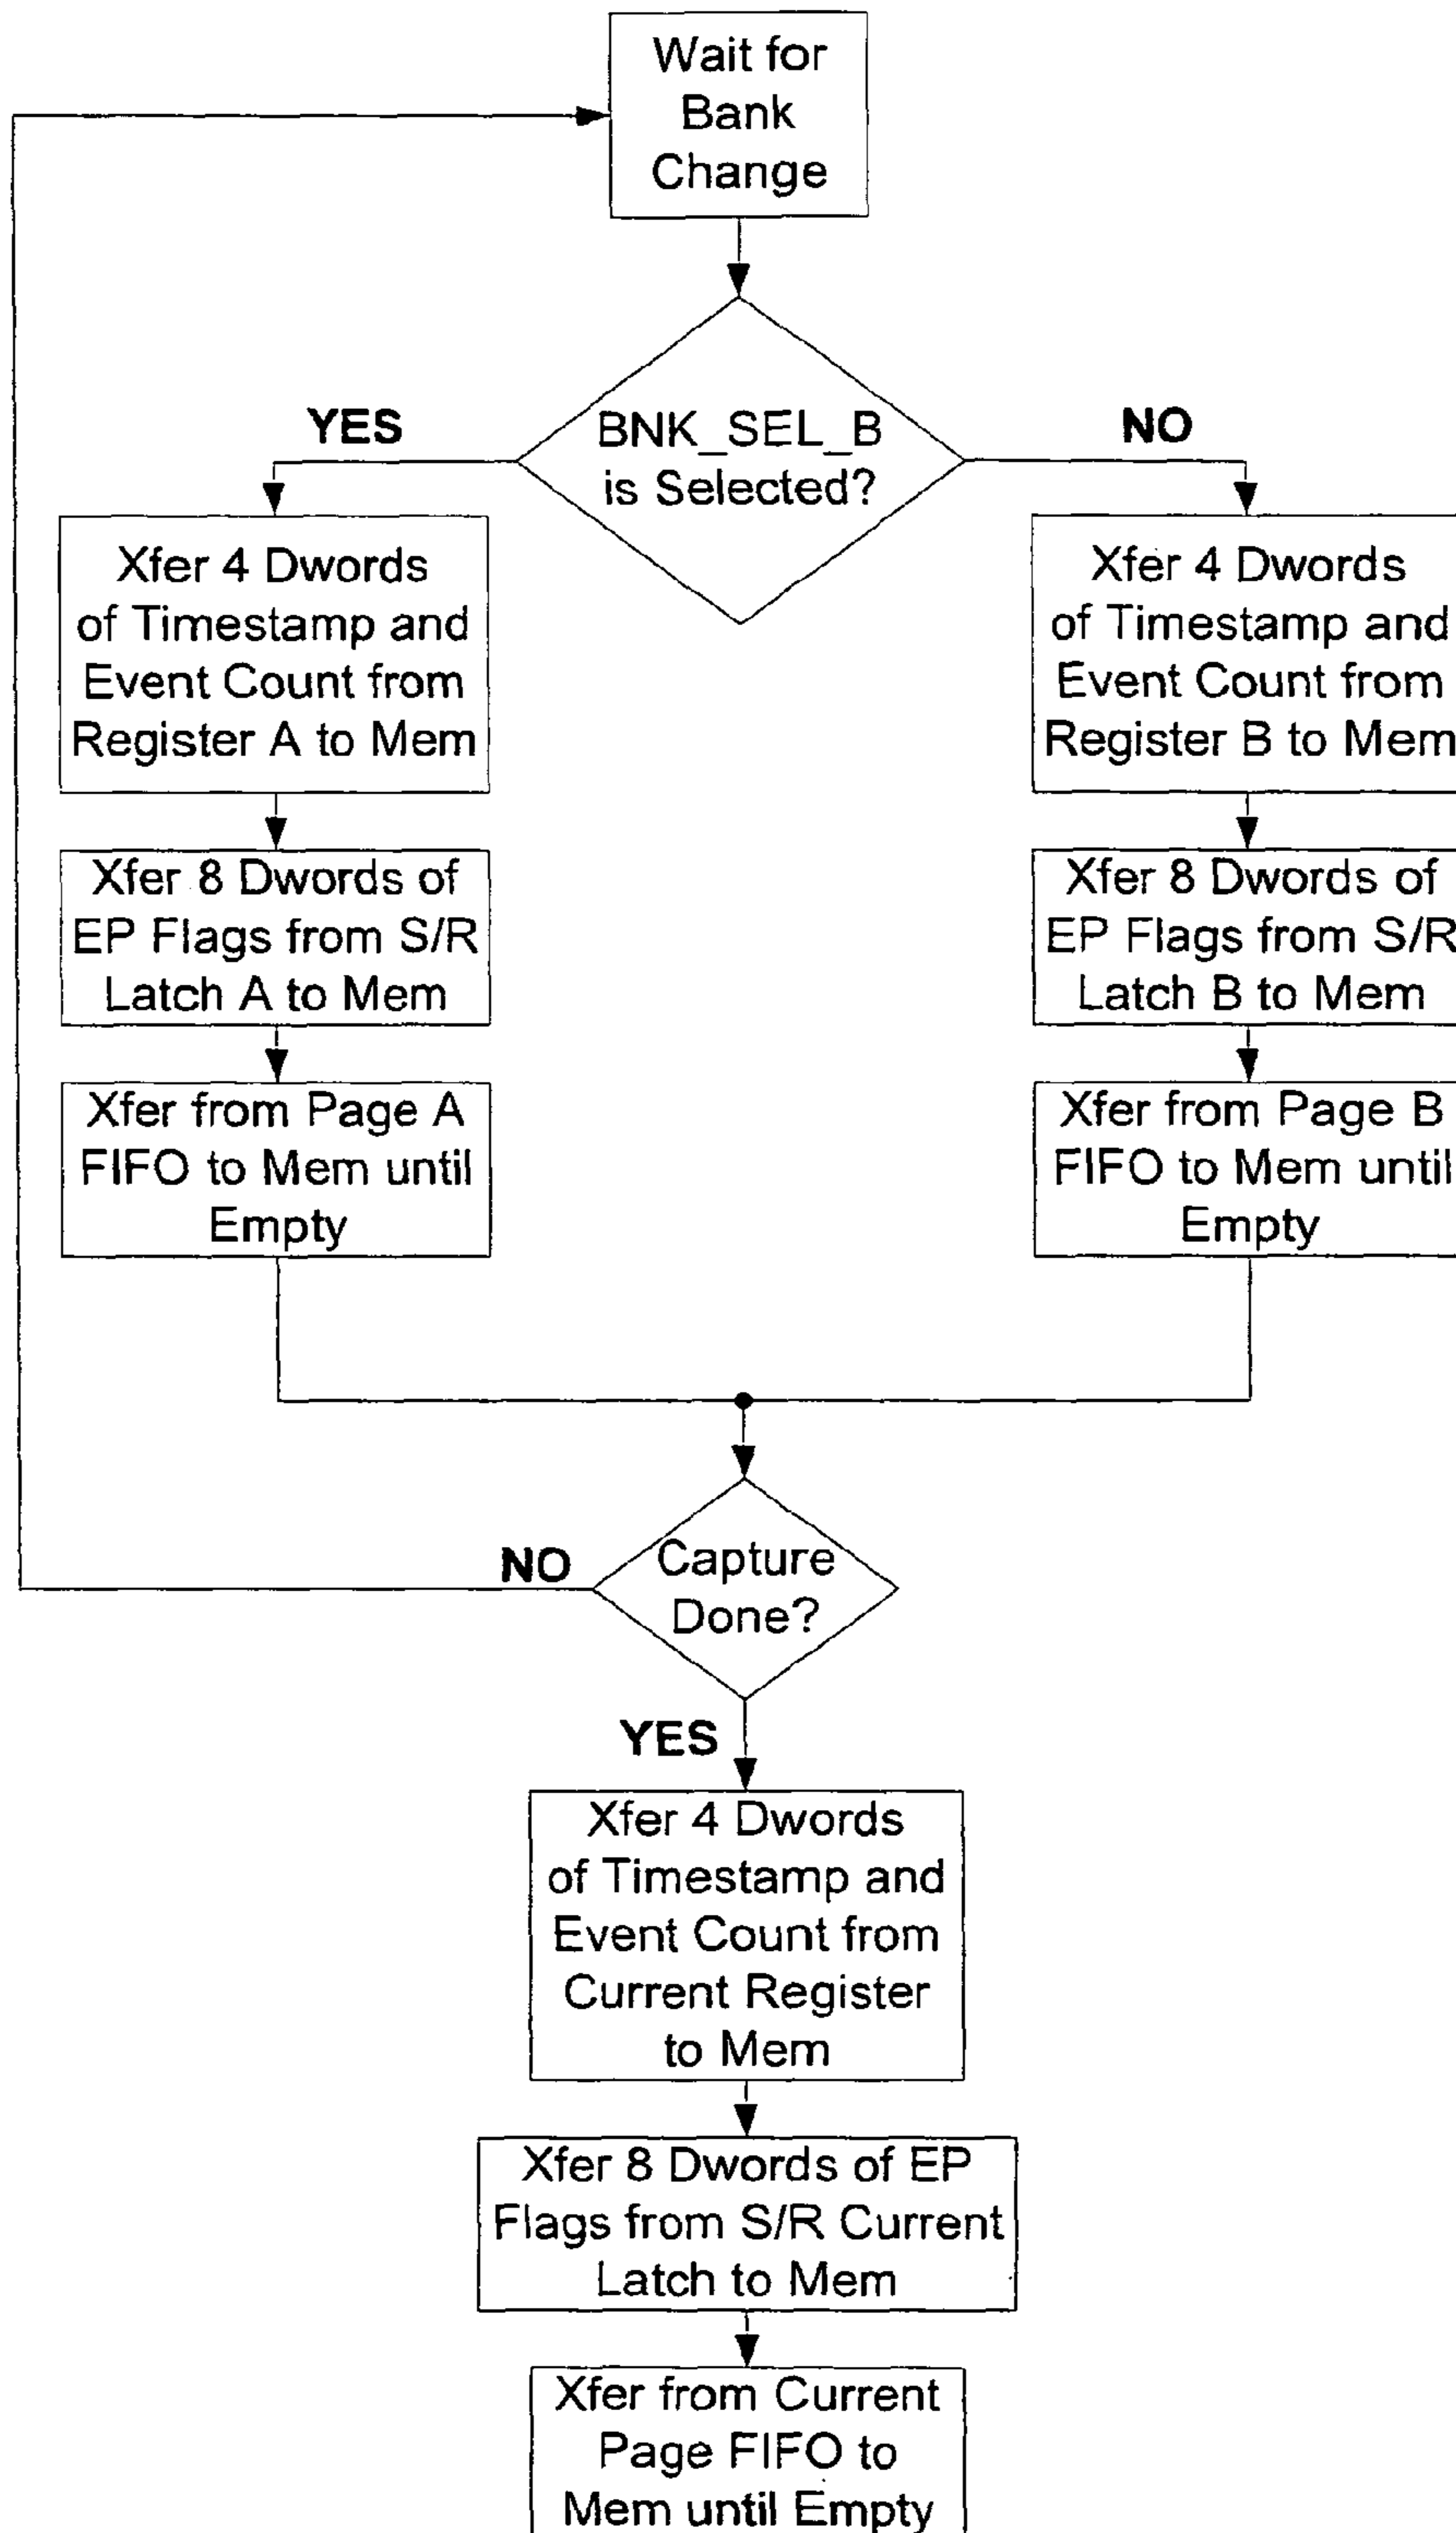 Wait for
Bank
Change
BNK_SEL_B
is Selected?
YES
NO
Xfer 4 Dwords
of Timestamp and
Event Count from
Register A to Mem
Xfer 8 Dwords of
EP Flags from S/R
Latch A to Mem
Xfer from Page A
FIFO to Mem until
Empty
Xfer 4 Dwords
of Timestamp and
Event Count from
Register B to Mem
Xfer 8 Dwords of
EP Flags from S/R
Latch B to Mem
Xfer from Page B
FIFO to Mem until
Empty
Capture
Done?
NO
YES
Xfer 4 Dwords
of Timestamp and
Event Count from
Current Register
to Mem
Xfer 8 Dwords of EP
Flags from S/R Current
Latch to Mem
Xfer from Current
Page FIFO to
Mem until Empty